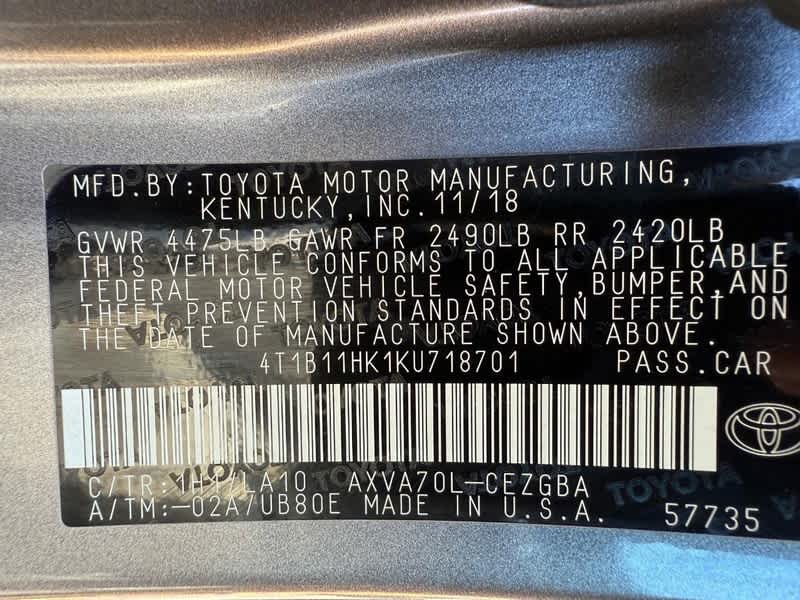 MFD.BY:TOYOTA MOTOR MANUFACTURING,
KENTUCKY,INC.11/18
GVWR 4475LB GAWR FR 2490LB RR 2420LB
THIS VEHICLE CONFORMS TO ALL APPLICABLE
FEDERAL MOTOR VEHICLE SAFETY,BUMPER,AND
THEFT PREVENTION STANDARDS IN EFFECT ON
THE DATE OF MANUFACTURE SHOWN ABOVE.
4T1B11HK1KU718701 PASS.CAR
C/TR:1H1/LA10 AXVA70L-CEZGBA
A/TM:-02A/UB80E MADE IN U.S.A. 57735
TOYOTA